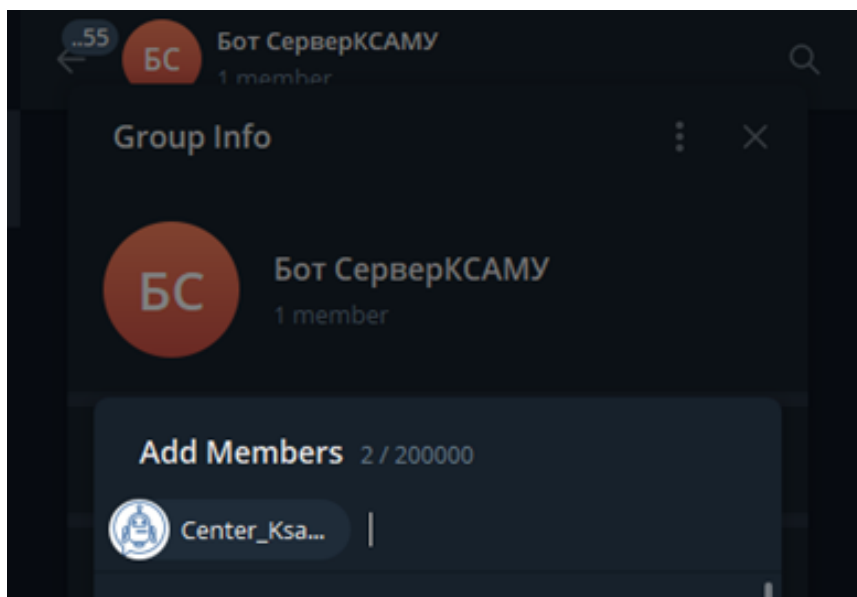 ..55
БС
Бот СерверКСАМУ
1 member
Group Info
БС
Бот СерверКСАМУ
1 member
Add Members 2 / 200000
Center_Ksa...